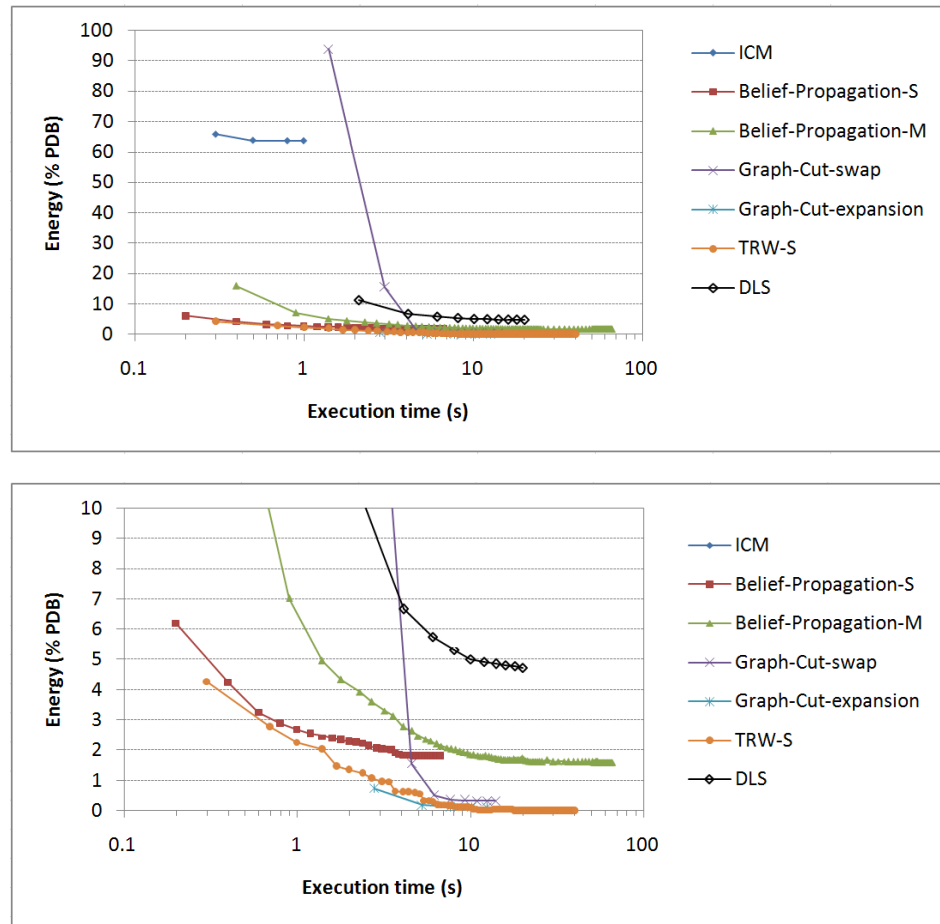 100
90
80
70
60
50
40
30
20
10
0
Energy (% PDB)
0.1
1
10
100
Execution time (s)
ICM
Belief-Propagation-S
Belief-Propagation-M
Graph-Cut-swap
Graph-Cut-expansion
TRW-S
DLS
10
9
8
7
6
5
4
3
2
1
0
Energy (% PDB)
0.1
1
10
100
Execution time (s)
ICM
Belief-Propagation-S
Belief-Propagation-M
Graph-Cut-swap
Graph-Cut-expansion
TRW-S
DLS